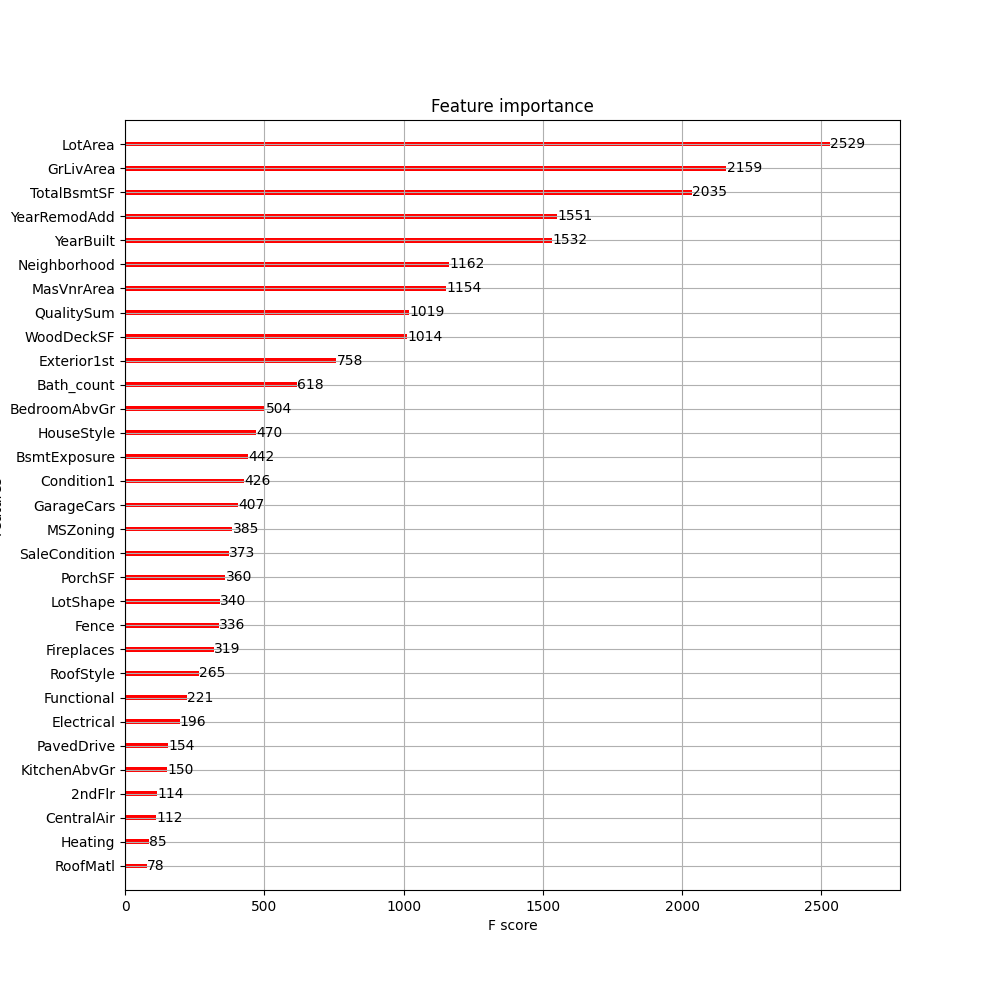 Feature importance
LotArea 2529
GrLivArea 2159
TotalBsmtSF 2035
YearRemodAdd 1551
YearBuilt 1532
Neighborhood 1162
MasVnrArea 1154
QualitySum 1019
WoodDeckSF 1014
Exterior1st 758
Bath_count 618
BedroomAbvGr 504
HouseStyle 470
BsmtExposure 442
Condition1 426
GarageCars 407
MSZoning 385
SaleCondition 373
PorchSF 360
LotShape 340
Fence 336
Fireplaces 319
RoofStyle 265
Functional 221
Electrical 196
PavedDrive 154
KitchenAbvGr 150
2ndFlr 114
CentralAir 112
Heating 85
RoofMatl 78
0 500 1000 1500 2000 2500
F score